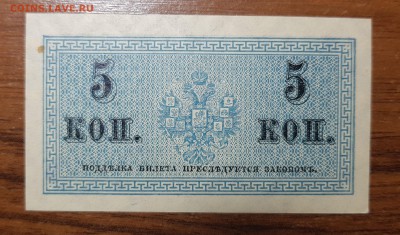 COINS.LAVE.RU
5 5
КОП. КОП.
ПОДДѢЛКА БИЛЕТА ПРЕСЛѢДУЕТСЯ ЗАКОНОМЪ.